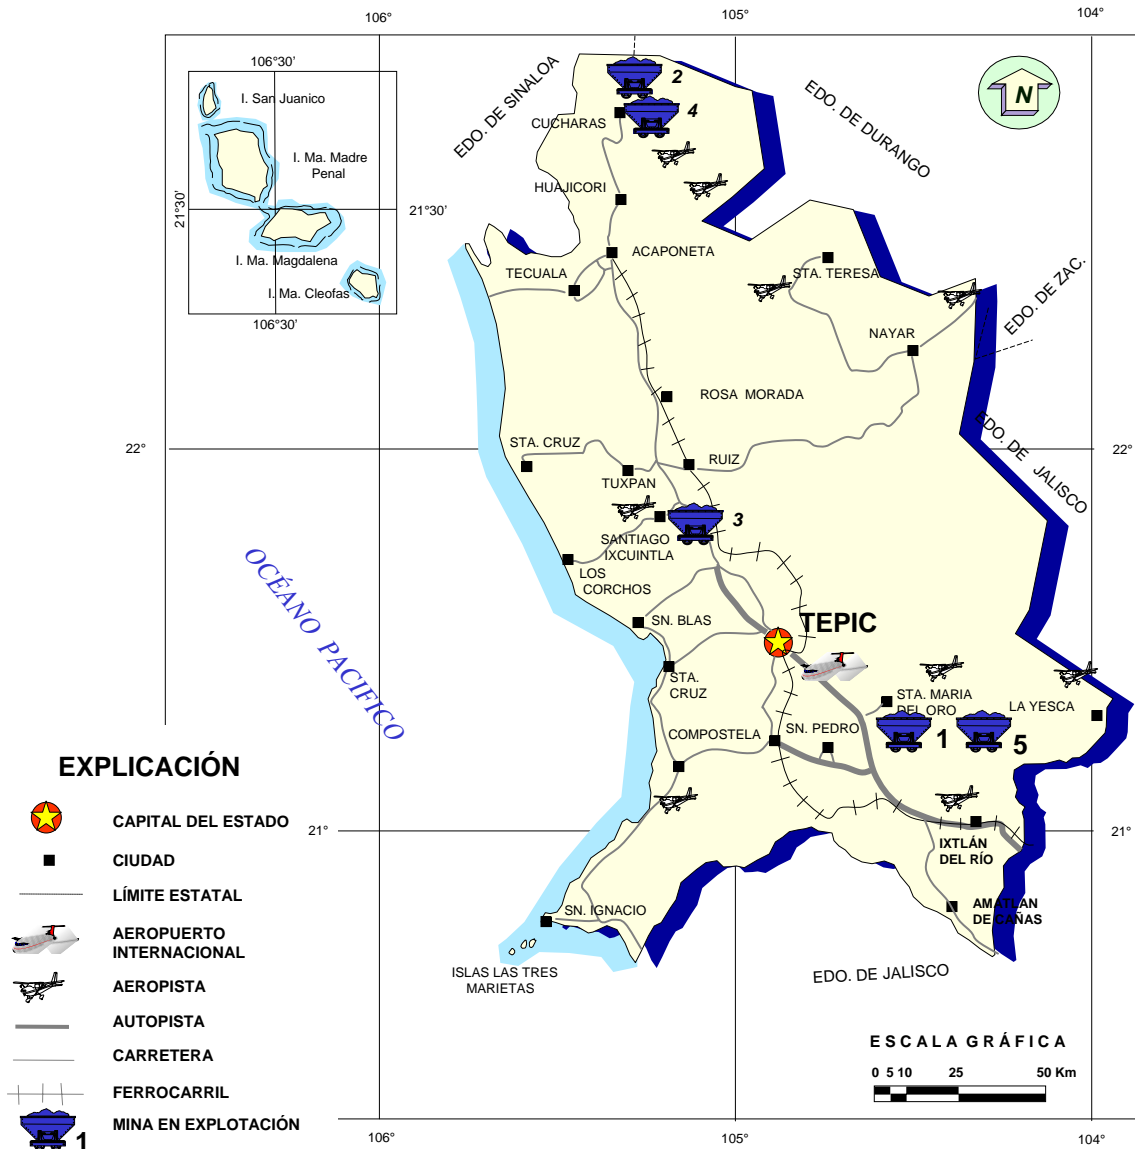 106°
105°
104°
106°30'
I. San Juanico
I. Ma. Madre
Penal
21°30'
21°30'
I. Ma. Magdalena
I. Ma. Cleofas
106°30'
EDO. DE SINALOA
EDO. DE DURANGO
N
2
4
CUCHARAS
HUAJICORI
ACAPONETA
TECUALA
STA. TERESA
EDO. DE ZAC.
NAYAR
ROSA MORADA
EDO. DE JALISCO
22°
22°
STA. CRUZ
RUIZ
TUXPAN
3
SANTIAGO
IXCUINTLA
LOS
CORCHOS
OCÉANO PACIFICO
SN. BLAS
TEPIC
STA.
CRUZ
STA. MARIA
DEL ORO
LA YESCA
COMPOSTELA
SN. PEDRO
1
5
21°
21°
IXTLÁN
DEL RÍO
AMATLAN
DE CAÑAS
SN. IGNACIO
ISLAS LAS TRES
MARIETAS
EDO. DE JALISCO
EXPLICACIÓN
CAPITAL DEL ESTADO
CIUDAD
LÍMITE ESTATAL
AEROPUERTO
INTERNACIONAL
AEROPISTA
AUTOPISTA
CARRETERA
FERROCARRIL
MINA EN EXPLOTACIÓN
1
ESCALA GRÁFICA
0 5 10 25 50 Km
106°
105°
104°